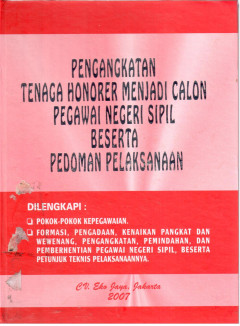 PENGANGKATAN
TENAGA HONORER MENJADI CALON
PEGAWAI NEGERI SIPIL
BESERTA
PEDOMAN PELAKSANAAN
DILENGKAPI :
❑ POKOK-POKOK KEPEGAWAIAN.
❑ FORMASI, PENGADAAN, KENAIKAN PANGKAT DAN
WEWENANG, PENGANGKATAN, PEMINDAHAN, DAN
PEMBERHENTIAN PEGAWAI NEGERI SIPIL, BESERTA
PETUNJUK TEKNIS PELAKSANAANNYA.
CV. Eko Jaya, Jakarta
2007